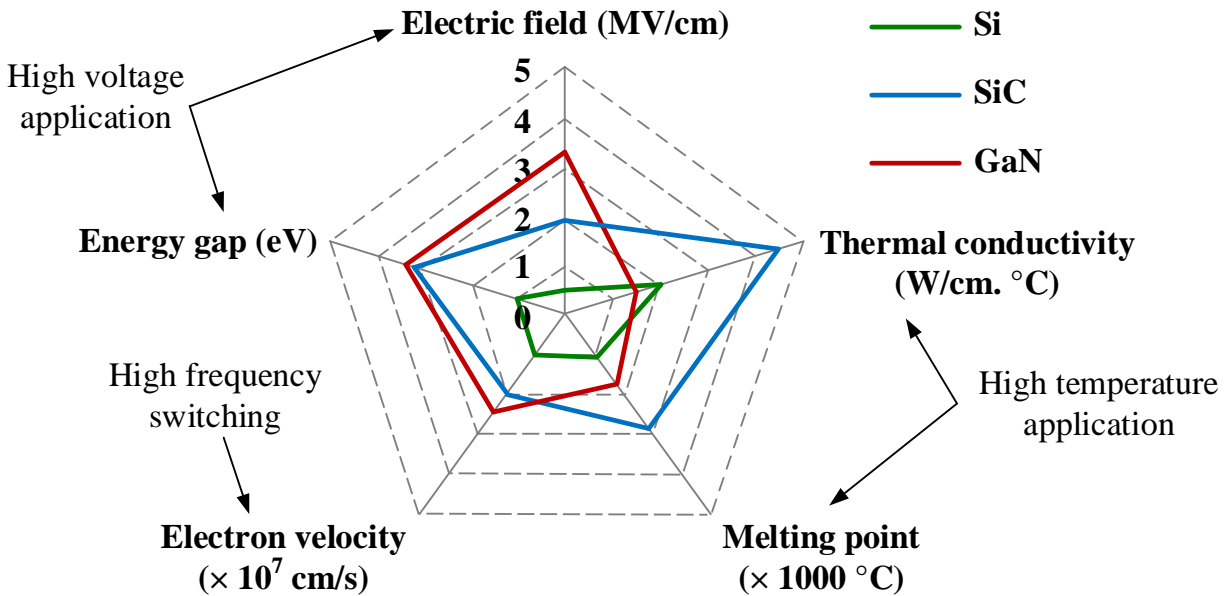 Electric field (MV/cm)
Si
SiC
GaN
High voltage
application
5
4
3
2
1
0
Energy gap (eV)
Thermal conductivity
(W/cm. °C)
High frequency
switching
High temperature
application
Electron velocity
(× 10⁷ cm/s)
Melting point
(× 1000 °C)